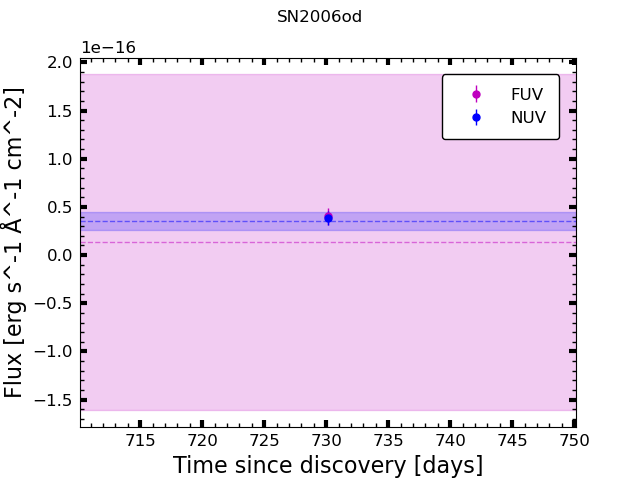 SN2006od
1e−16
2.0
1.5
1.0
0.5
0.0
−0.5
−1.0
−1.5
Flux [erg s^-1 Å^-1 cm^-2]
FUV
NUV
715 720 725 730 735 740 745 750
Time since discovery [days]